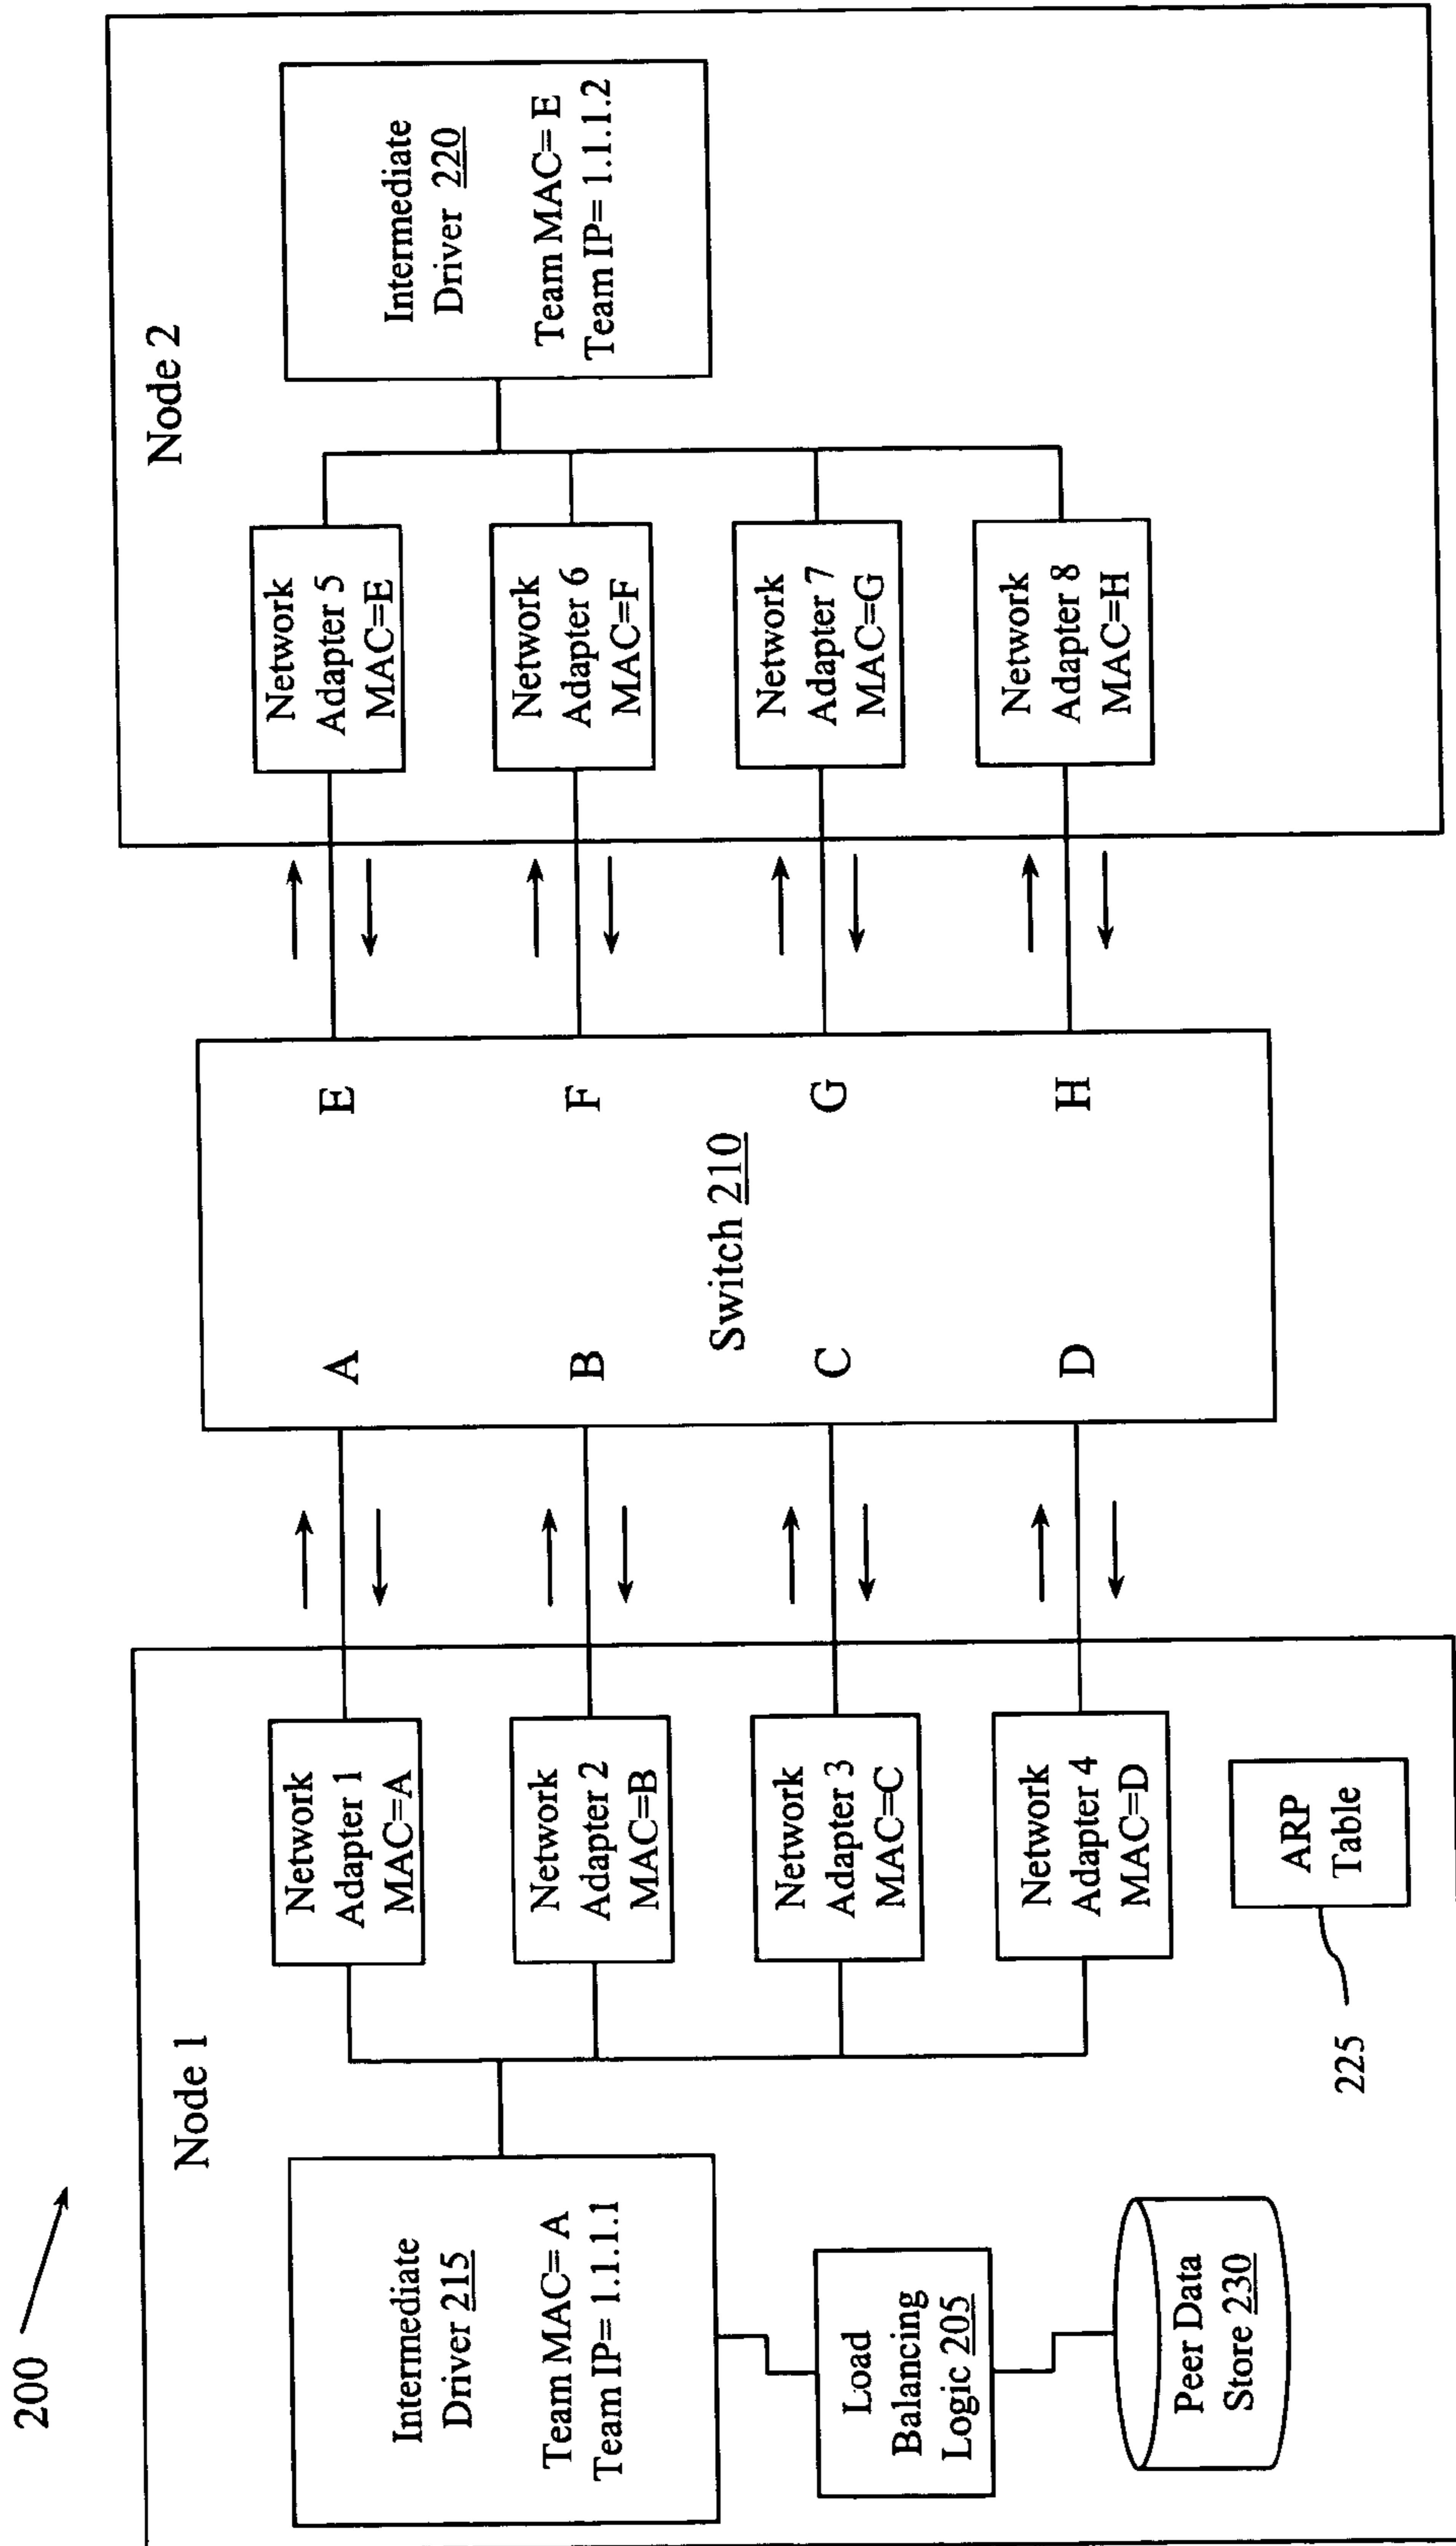 200
Node 1
Intermediate
Driver 215
Team MAC= A
Team IP= 1.1.1.1
Load
Balancing
Logic 205
Peer Data
Store 230
Network
Adapter 1
MAC=A
Network
Adapter 2
MAC=B
Network
Adapter 3
MAC=C
Network
Adapter 4
MAC=D
ARP
Table
225
A
B
C
D
Switch 210
E
F
G
H
Node 2
Network
Adapter 5
MAC=E
Network
Adapter 6
MAC=F
Network
Adapter 7
MAC=G
Network
Adapter 8
MAC=H
Intermediate
Driver 220
Team MAC= E
Team IP= 1.1.1.2